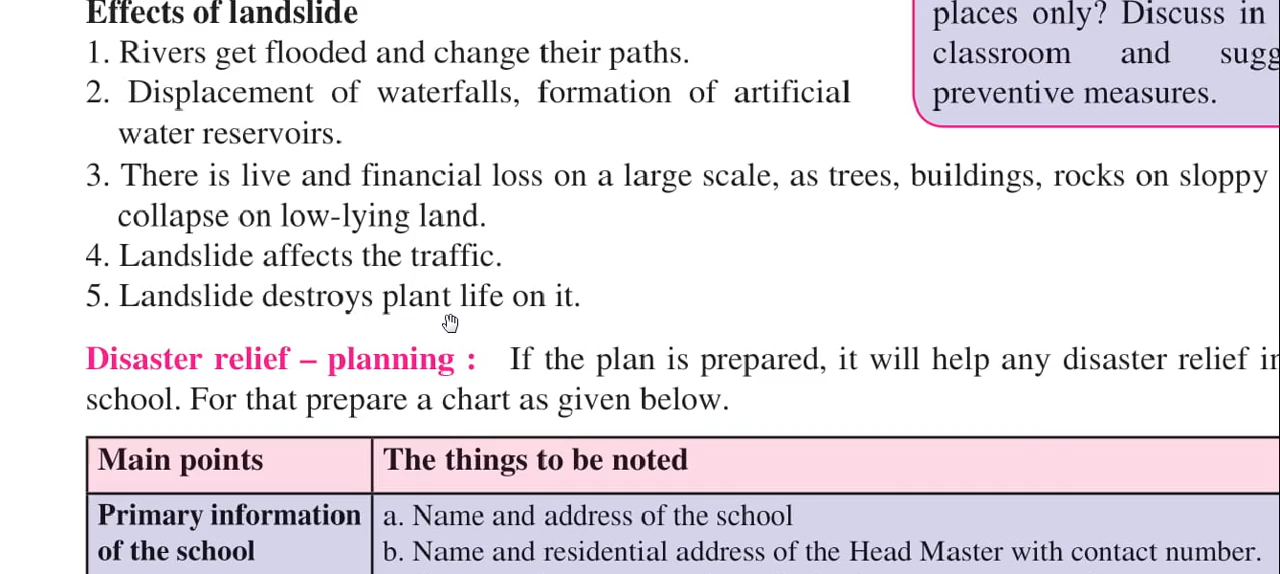 Effects of landslide
1. Rivers get flooded and change their paths.
2. Displacement of waterfalls, formation of artificial
water reservoirs.
3. There is live and financial loss on a large scale, as trees, buildings, rocks on sloppy
collapse on low-lying land.
4. Landslide affects the traffic.
5. Landslide destroys plant life on it.
places only? Discuss in
classroom and
preventive measures.
Disaster relief – planning : If the plan is prepared, it will help any disaster relief
school. For that prepare a chart as given below.
Main points The things to be noted
Primary information a. Name and address of the school
of the school b. Name and residential address of the Head Master with contact number.